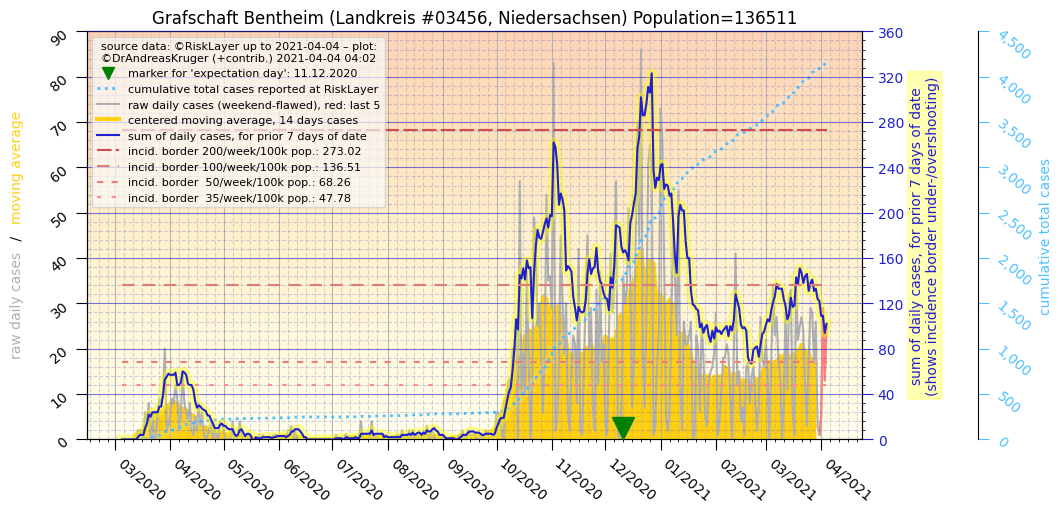 Grafschaft Bentheim (Landkreis #03456, Niedersachsen) Population=136511
source data: ©RiskLayer up to 2021-04-04 – plot:
©DrAndreasKruger (+contrib.) 2021-04-04 04:02
marker for 'expectation day': 11.12.2020
cumulative total cases reported at RiskLayer
raw daily cases (weekend-flawed), red: last 5
centered moving average, 14 days cases
sum of daily cases, for prior 7 days of date
incid. border 200/week/100k pop.: 273.02
incid. border 100/week/100k pop.: 136.51
incid. border  50/week/100k pop.: 68.26
incid. border  35/week/100k pop.: 47.78
raw daily cases / moving average
90
80
70
60
50
40
30
20
10
0
03/2020
04/2020
05/2020
06/2020
07/2020
08/2020
09/2020
10/2020
11/2020
12/2020
01/2021
02/2021
03/2021
04/2021
360
320
280
240
200
160
120
80
40
0
sum of daily cases, for prior 7 days of date
(shows incidence border under-/overshooting)
4,500
4,000
3,500
3,000
2,500
2,000
1,500
1,000
500
0
cumulative total cases